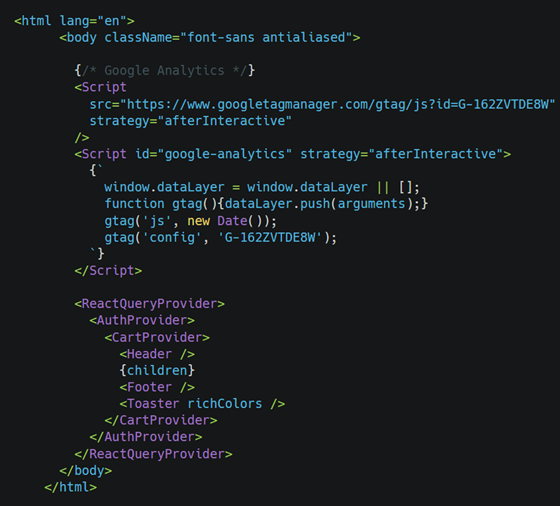 <html lang="en">
<body className="font-sans antialiased">
{/* Google Analytics */}
<Script
src="https://www.googletagmanager.com/gtag/js?id=G-162ZVTDE8W"
strategy="afterInteractive"
/>
<Script id="google-analytics" strategy="afterInteractive">
{`
window.dataLayer = window.dataLayer || [];
function gtag(){dataLayer.push(arguments);}
gtag('js', new Date());
gtag('config', 'G-162ZVTDE8W');
`}
</Script>
<ReactQueryProvider>
<AuthProvider>
<CartProvider>
<Header />
{children}
<Footer />
<Toaster richColors />
</CartProvider>
</AuthProvider>
</ReactQueryProvider>
</body>
</html>